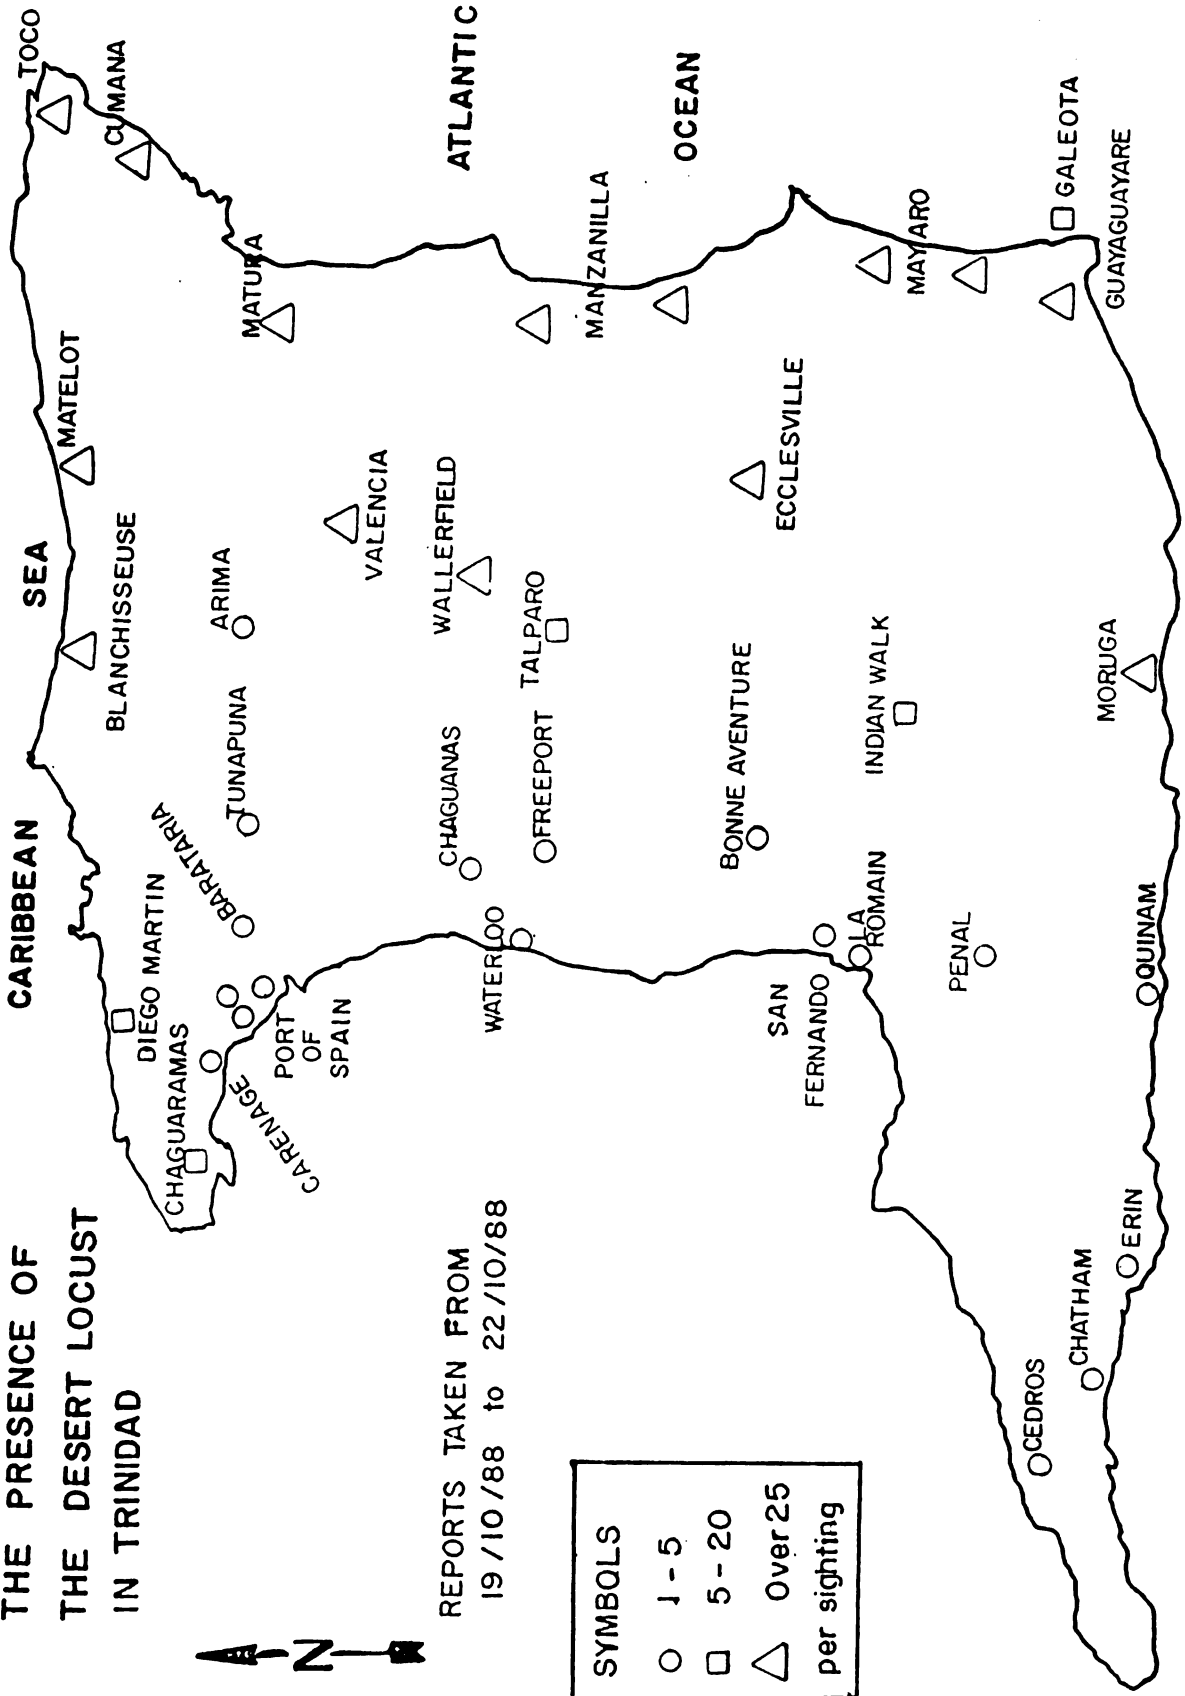 THE PRESENCE OF
THE DESERT LOCUST
IN TRINIDAD
REPORTS TAKEN FROM
19/10/88 to 22/10/88
N
SYMBOLS
1-5
5-20
Over 25
per sighting
CARIBBEAN SEA
ATLANTIC
OCEAN
TOCO
CUMANA
MATELOT
BLANCHISSEUSE
MATURA
ARIMA
TUNAPUNA
BARATARIA
DIEGO MARTIN
CHAGUARAMAS
CARENAGE
PORT
OF
SPAIN
VALENCIA
WALLERFIELD
CHAGUANAS
TALPARO
FREEPORT
WATERLOO
MANZANILLA
ECCLESVILLE
BONNE AVENTURE
SAN
FERNANDO
LA
ROMAIN
INDIAN WALK
MAYARO
PENAL
GALEOTA
GUAYAGUAYARE
MORUGA
QUINAM
ERIN
CHATHAM
CEDROS